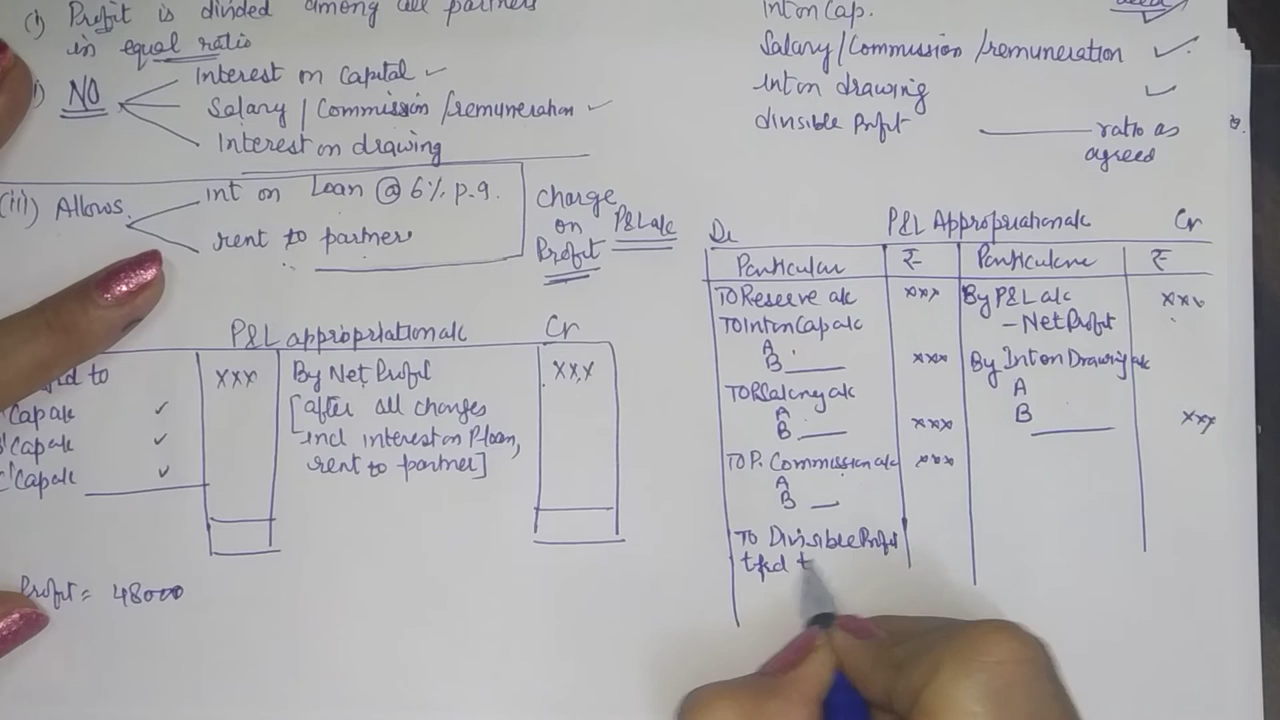 (i) Profit is divided among all partners
in equal ratio
NO
Interest on Capital ✓
Salary / Commission / remuneration ✓
Interest on drawing
(iii) Allows
int on Loan @ 6% p.a.
rent to partner
charge
on
Profit
P&L a/c
P&L appropriation a/c Cr
xxx By Net Profit xxx
Cap a/c ✓ [after all charges
Cap a/c ✓ incl interest on P loan,
Cap a/c ✓ rent to partner]
Profit = 48000
Int on Cap.
Salary / Commission / remuneration ✓
Int on drawing ✓
divisible Profit ratio as
agreed
Dr P&L Appropriation a/c Cr
Particular ₹ Particular ₹
To Reserve a/c xxx By P&L a/c xxx
To Int on Cap a/c - Net Profit
A
B xxx By Int on Drawing a/c
To P. Salary a/c A
A B xxx
B xxx
To P. Commission a/c xxx
A
B
To Divisible Profit
tfd t